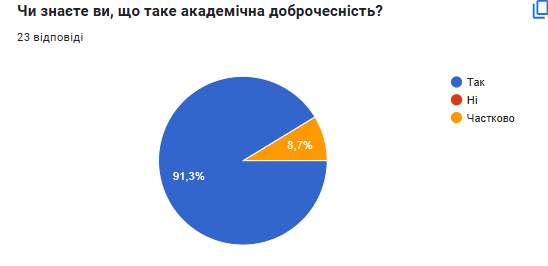 Чи знаєте ви, що таке академічна доброчесність?
23 відповіді
Так
Ні
Частково
8,7%
91,3%